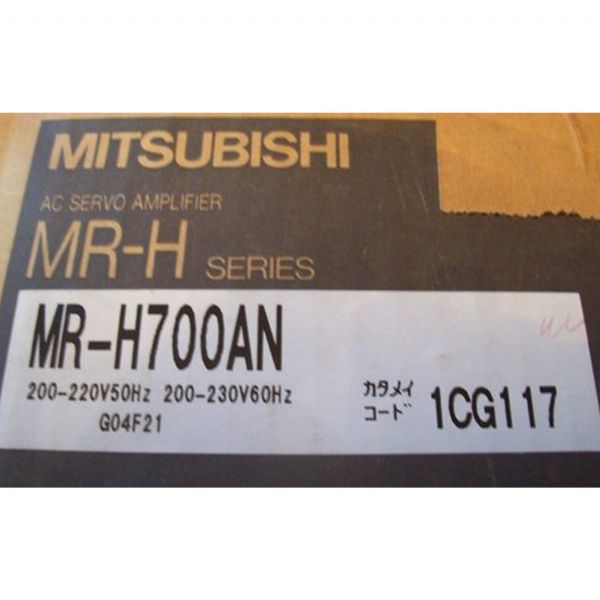 MITSUBISHI
AC SERVO AMPLIFIER
MR-H SERIES
MR-H700AN
200-220V50Hz 200-230V60Hz
G04F21
カタメイ
コード 1CG117